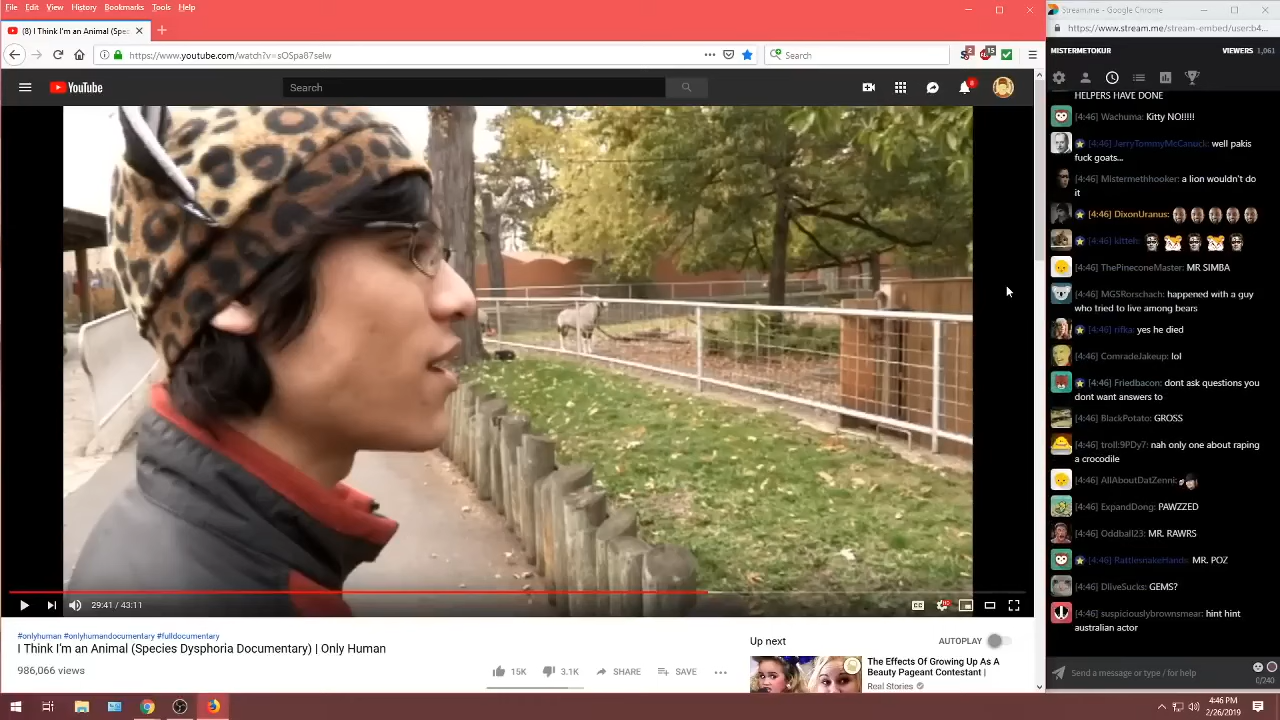 File Edit View History Bookmarks Tools Help
(8) I Think I'm an Animal (Spec
https://www.youtube.com/watch?v=oOSpa87selw
Search
YouTube
Search
29:41 / 43:11
CC
HD
#onlyhuman #onlyhumandocumentary #fulldocumentary
I Think I'm an Animal (Species Dysphoria Documentary) | Only Human
986,066 views
15K
3.1K
SHARE
SAVE
Up next
AUTOPLAY
The Effects Of Growing Up As A
Beauty Pageant Contestant |
Real Stories
Stream.me - Google Chrome
https://www.stream.me/stream-embed/user:b4...
MISTERMETOKUR
VIEWERS 1,061
HELPERS HAVE DONE
[4:46] Wachuma: Kitty NO!!!!!
[4:46] JerryTommyMcCanuck: well pakis
fuck goats...
[4:46] Mistermethhooker: a lion wouldn't do
it
[4:46] DixonUranus:
[4:46] kitteh:
[4:46] ThePineconeMaster: MR SIMBA
[4:46] MGSRorschach: happened with a guy
who tried to live among bears
[4:46] rifka: yes he died
[4:46] ComradeJakeup: lol
[4:46] Friedbacon: dont ask questions you
dont want answers to
[4:46] BlackPotato: GROSS
[4:46] troll:9PDy7: nah only one about raping
a crocodile
[4:46] AllAboutDatZenni:
[4:46] ExpandDong: PAWZZED
[4:46] Oddball23: MR. RAWRS
[4:46] RattlesnakeHands: MR. POZ
[4:46] DliveSucks: GEMS?
[4:46] suspiciouslybrownsmear: hint hint
australian actor
Send a message or type / for help
0/240
4:46 PM
2/26/2019